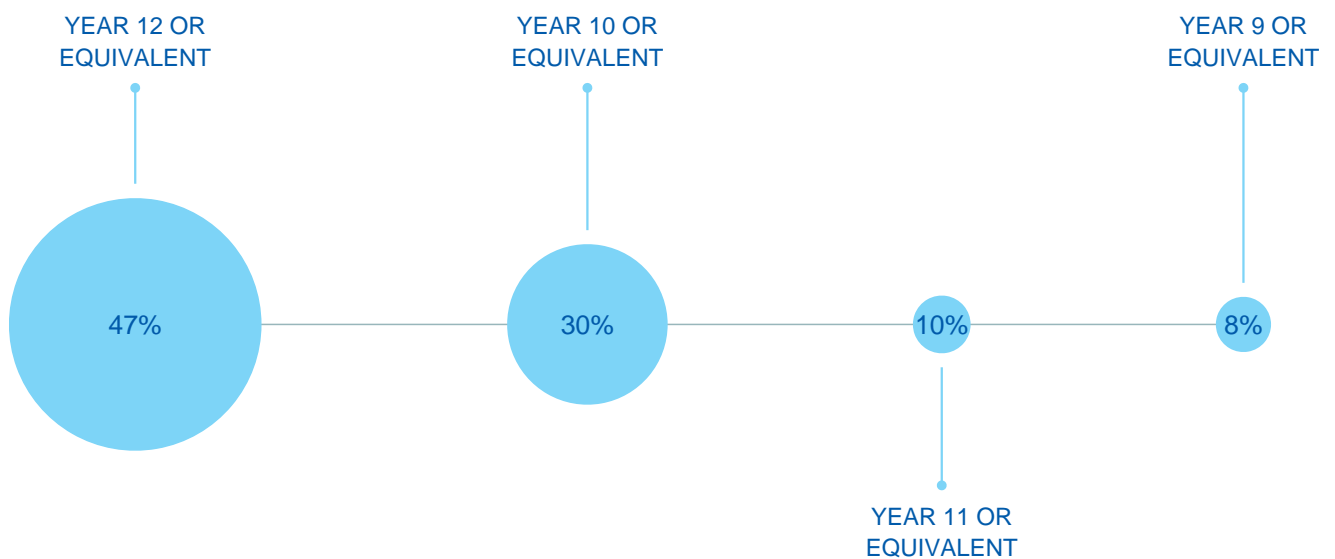 YEAR 12 OR
EQUIVALENT
YEAR 10 OR
EQUIVALENT
YEAR 9 OR
EQUIVALENT
47%
30%
10%
8%
YEAR 11 OR
EQUIVALENT